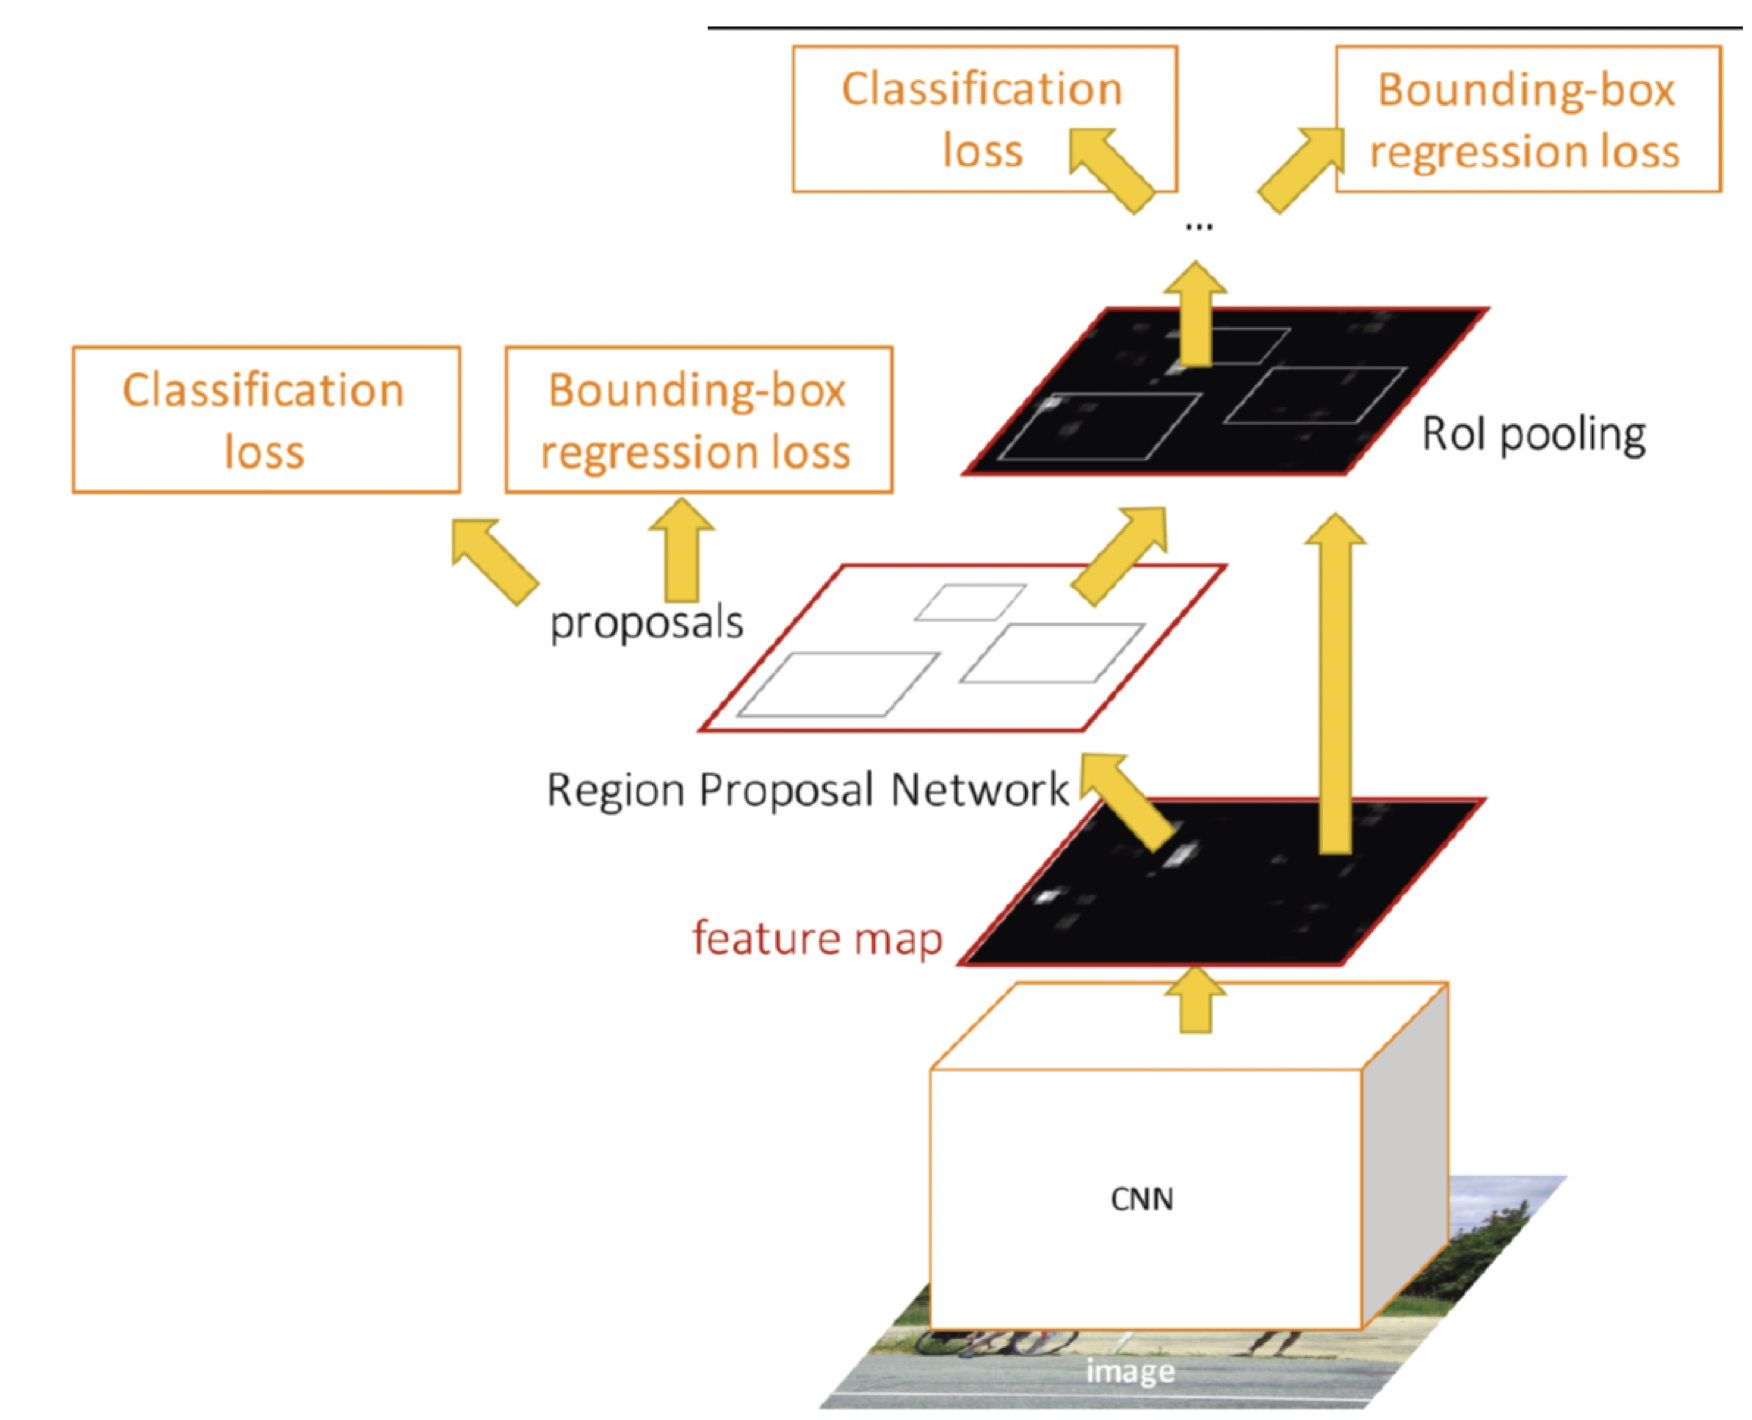 Classification
loss
Bounding-box
regression loss
...
Classification
loss
Bounding-box
regression loss
RoI pooling
proposals
Region Proposal Network
feature map
CNN
image